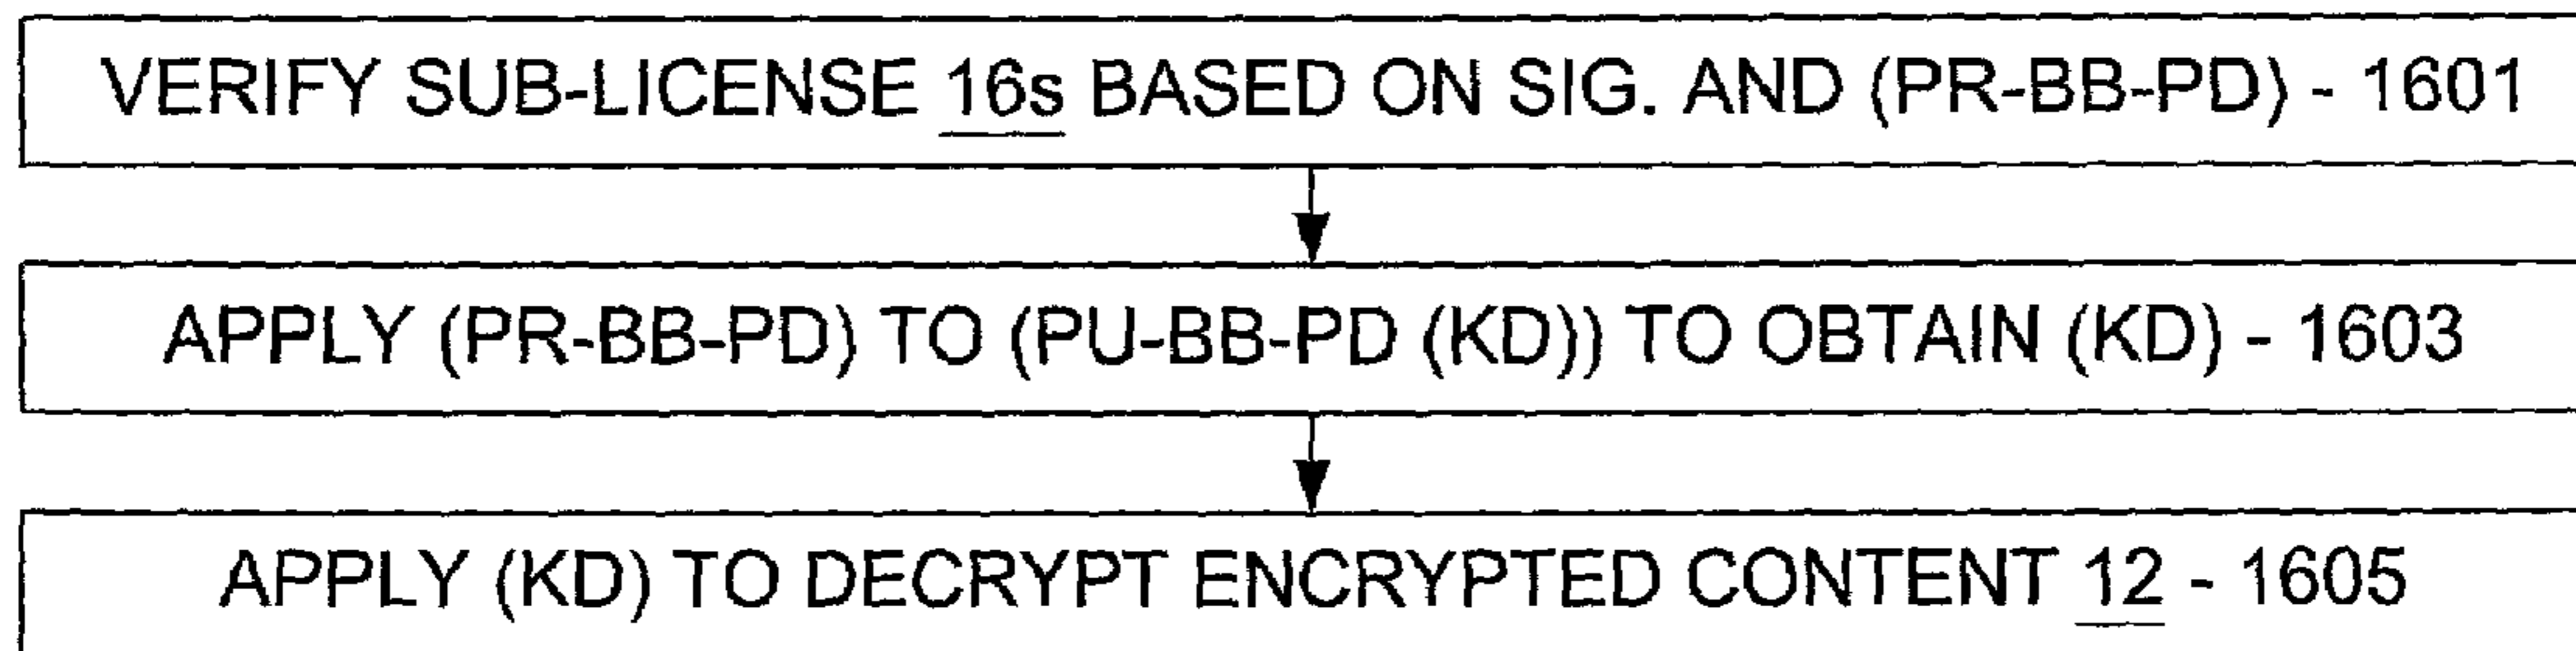 VERIFY SUB-LICENSE 16s BASED ON SIG. AND (PR-BB-PD) - 1601
APPLY (PR-BB-PD) TO (PU-BB-PD (KD)) TO OBTAIN (KD) - 1603
APPLY (KD) TO DECRYPT ENCRYPTED CONTENT 12 - 1605